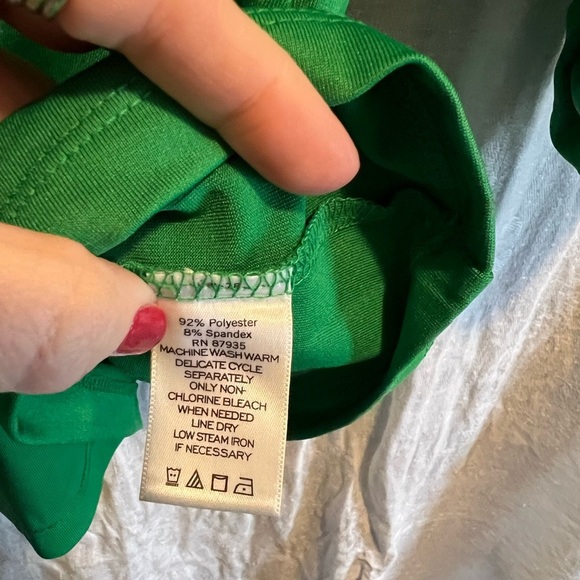 92% Polyester
8% Spandex
RN 87935
MACHINE WASH WARM
DELICATE CYCLE
SEPARATELY
ONLY NON-
CHLORINE BLEACH
WHEN NEEDED
LINE DRY
LOW STEAM IRON
IF NECESSARY